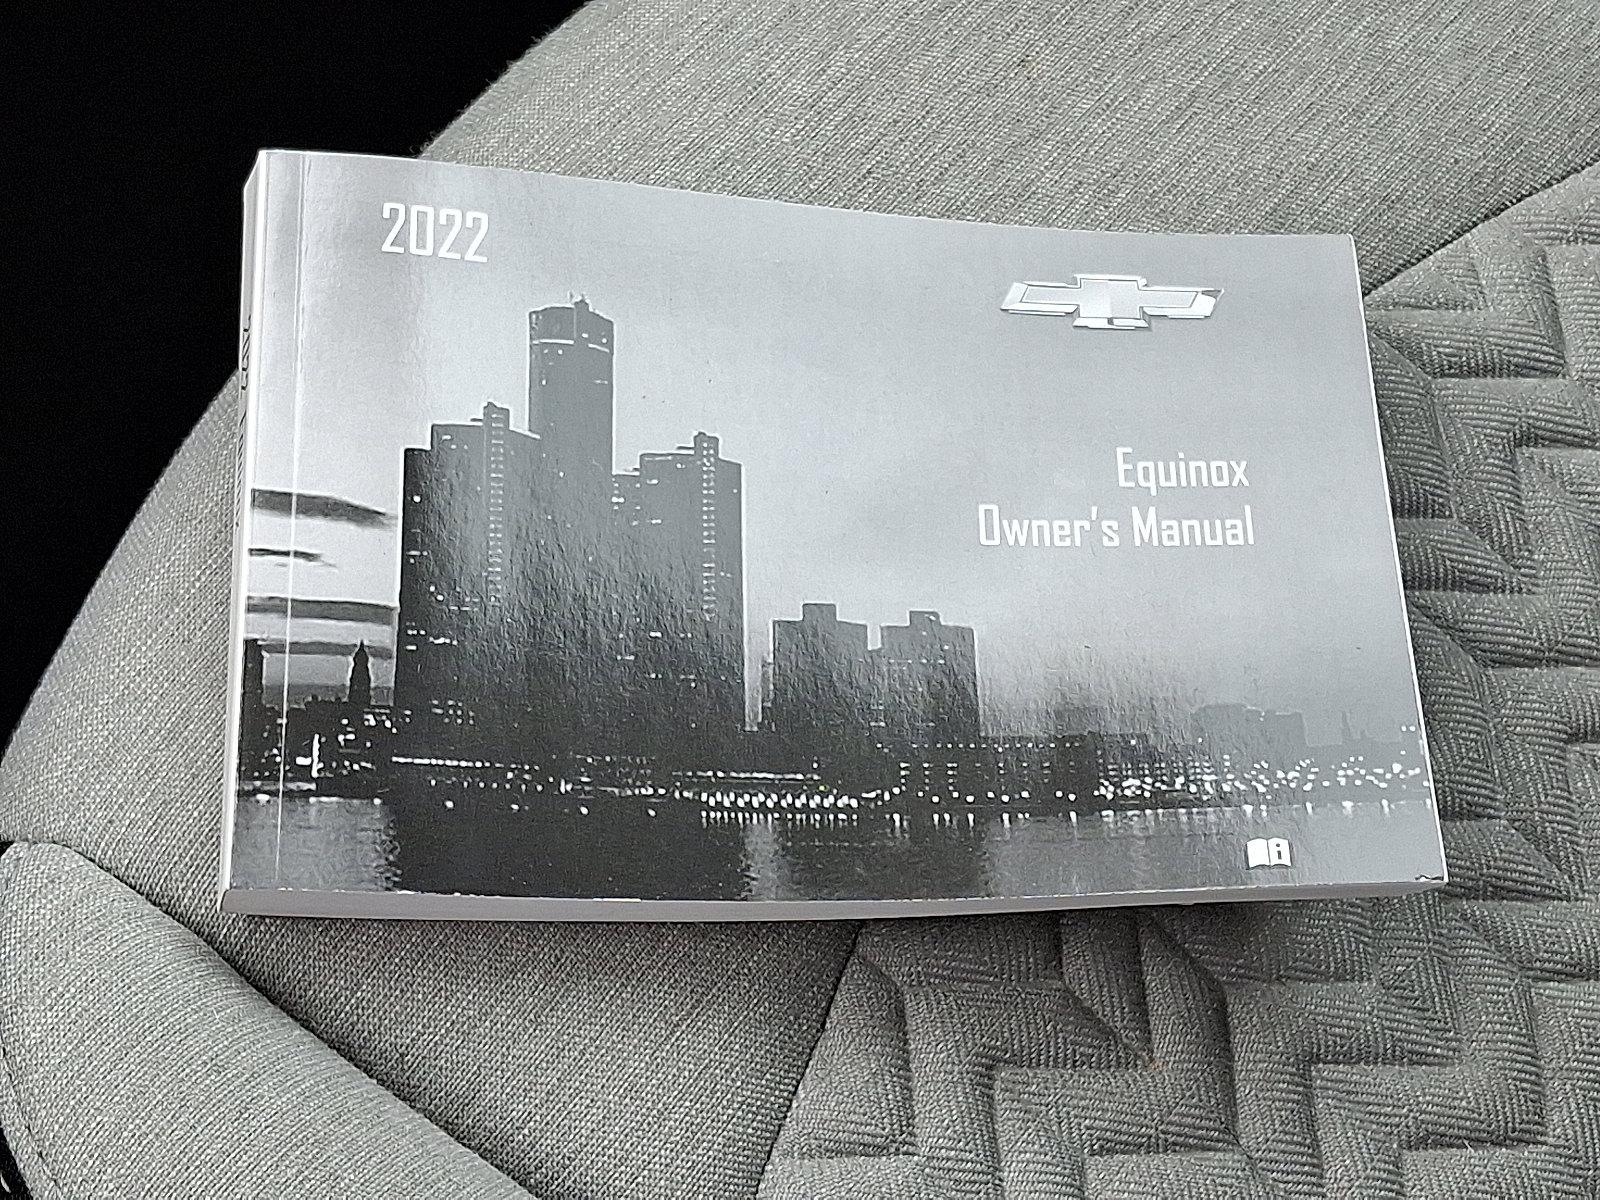 2022
Equinox
Owner's Manual